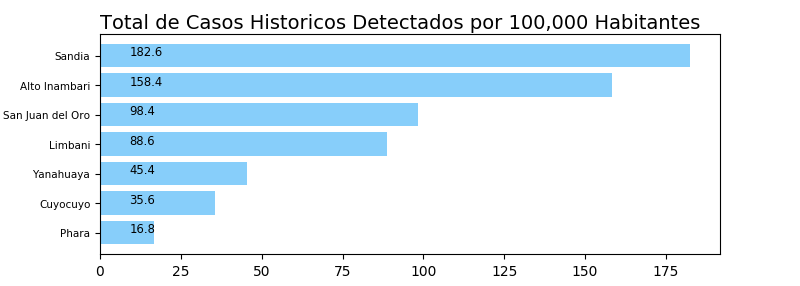 Total de Casos Historicos Detectados por 100,000 Habitantes
Sandia 182.6
Alto Inambari 158.4
San Juan del Oro 98.4
Limbani 88.6
Yanahuaya 45.4
Cuyocuyo 35.6
Phara 16.8
0 25 50 75 100 125 150 175